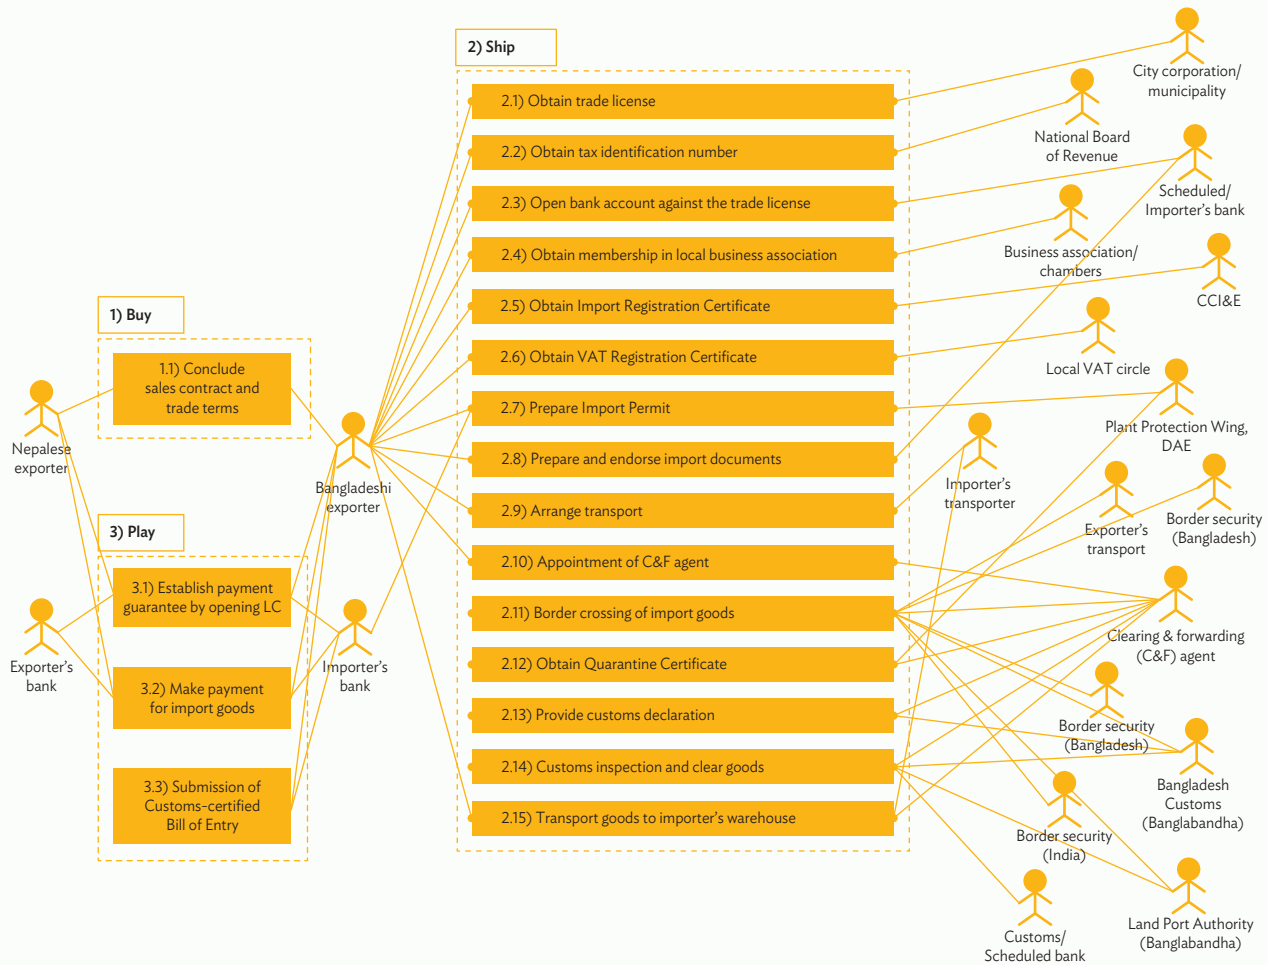 2) Ship
2.1) Obtain trade license
2.2) Obtain tax identification number
2.3) Open bank account against the trade license
2.4) Obtain membership in local business association
2.5) Obtain Import Registration Certificate
2.6) Obtain VAT Registration Certificate
2.7) Prepare Import Permit
2.8) Prepare and endorse import documents
2.9) Arrange transport
2.10) Appointment of C&F agent
2.11) Border crossing of import goods
2.12) Obtain Quarantine Certificate
2.13) Provide customs declaration
2.14) Customs inspection and clear goods
2.15) Transport goods to importer's warehouse
1) Buy
1.1) Conclude
sales contract and
trade terms
Nepalese
exporter
Bangladeshi
exporter
3) Play
3.1) Establish payment
guarantee by opening LC
3.2) Make payment
for import goods
3.3) Submission of
Customs-certified
Bill of Entry
Exporter's
bank
Importer's
bank
City corporation/
municipality
National Board
of Revenue
Scheduled/
Importer's bank
Business association/
chambers
CCI&E
Local VAT circle
Plant Protection Wing,
DAE
Importer's
transporter
Exporter's
transport
Border security
(Bangladesh)
Clearing & forwarding
(C&F) agent
Border security
(Bangladesh)
Bangladesh
Customs
(Banglabandha)
Border security
(India)
Land Port Authority
(Banglabandha)
Customs/
Scheduled bank